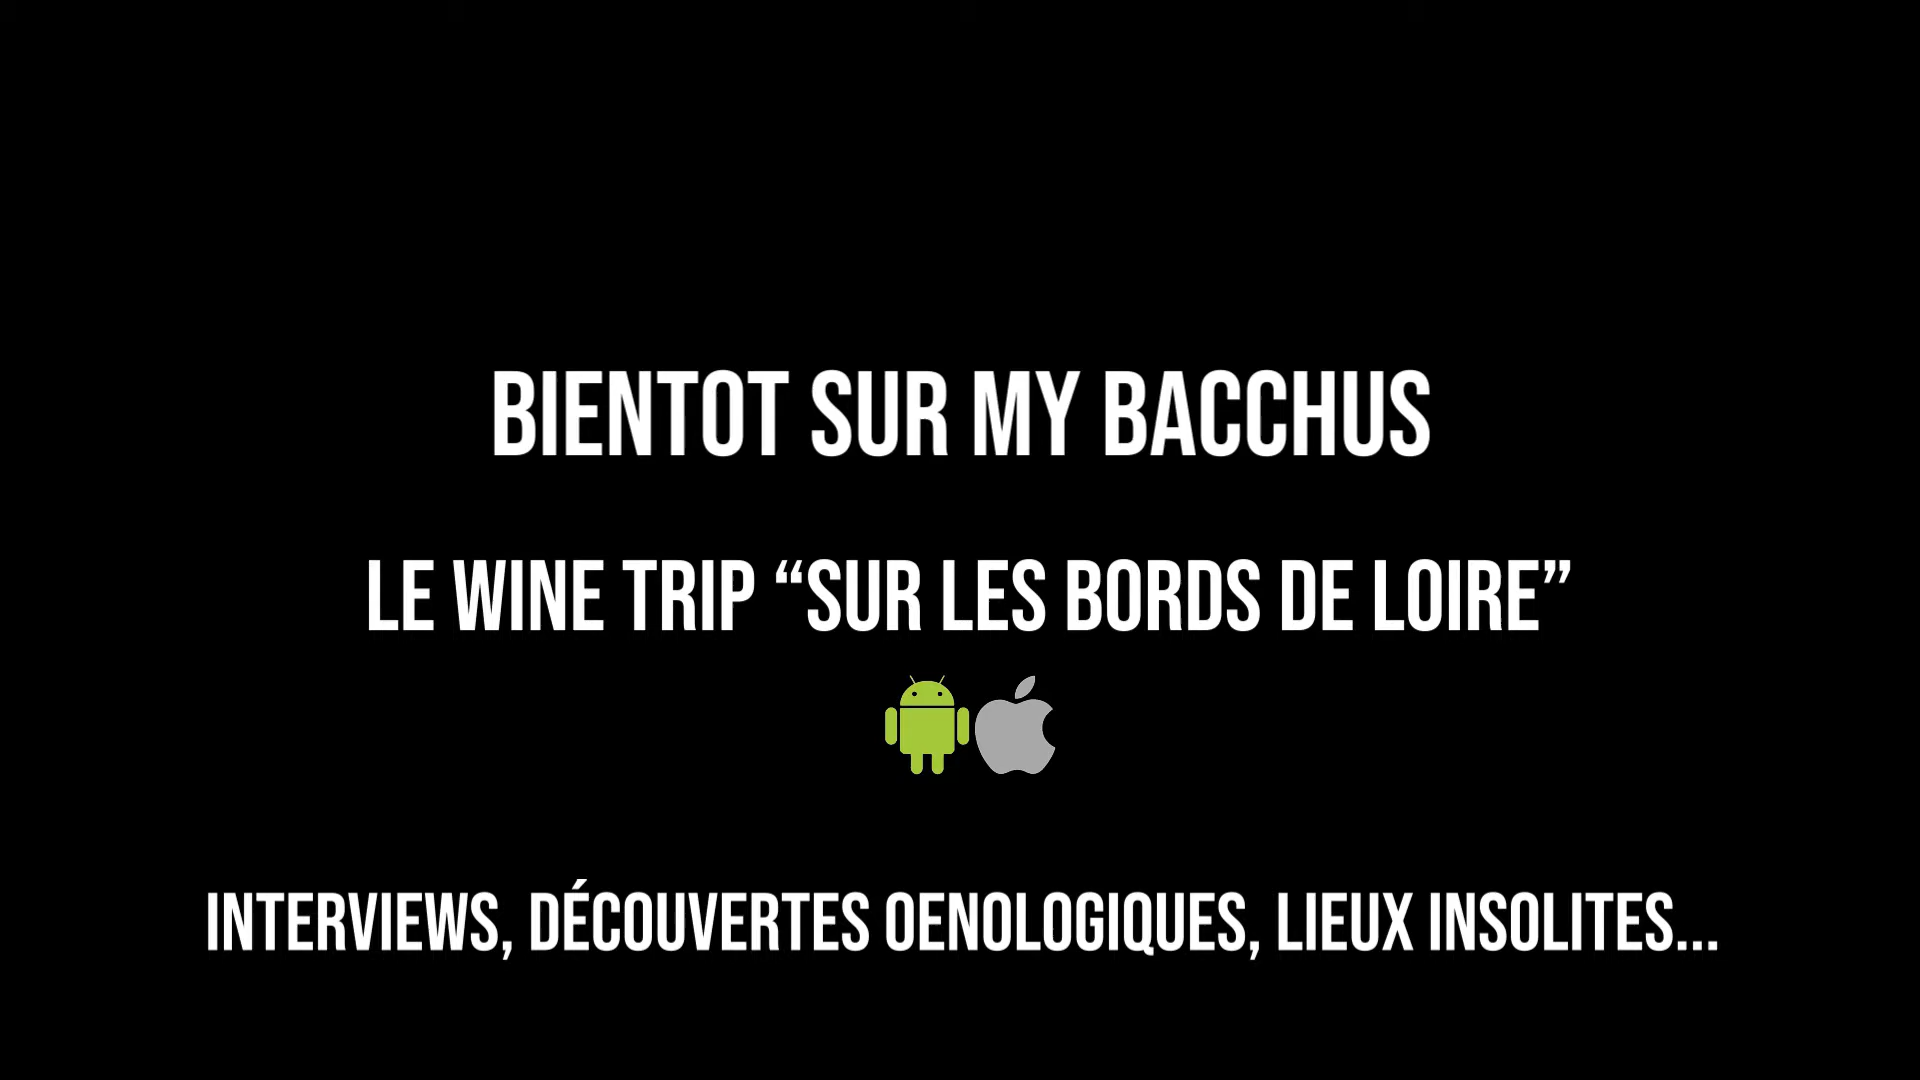 BIENTOT SUR MY BACCHUS
LE WINE TRIP “SUR LES BORDS DE LOIRE”
INTERVIEWS, DÉCOUVERTES OENOLOGIQUES, LIEUX INSOLITES...